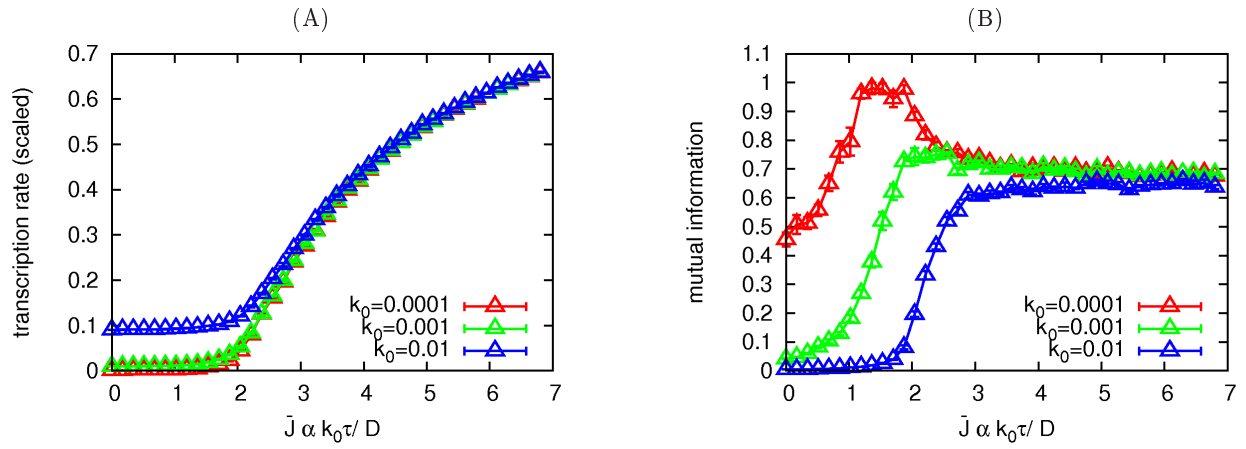 (A)
0.7
0.6
0.5
0.4
0.3
0.2
0.1
0
transcription rate (scaled)
k₀=0.0001
k₀=0.001
k₀=0.01
0 1 2 3 4 5 6 7
J̄ α k₀τ/ D
(B)
1.1
1
0.9
0.8
0.7
0.6
0.5
0.4
0.3
0.2
0.1
0
mutual information
k₀=0.0001
k₀=0.001
k₀=0.01
0 1 2 3 4 5 6 7
J̄ α k₀τ/ D